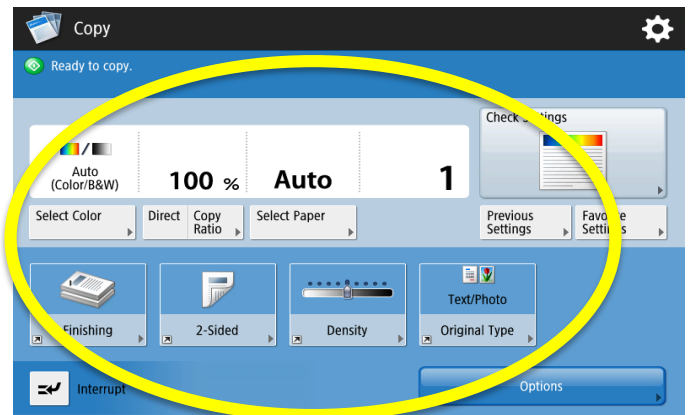 Copy
Ready to copy.
Check Settings
Auto
(Color/B&W)
100 %
Auto
1
Select Color
Direct
Copy
Ratio
Select Paper
Previous
Settings
Favorite
Settings
Text/Photo
Finishing
2-Sided
Density
Original Type
Interrupt
Options